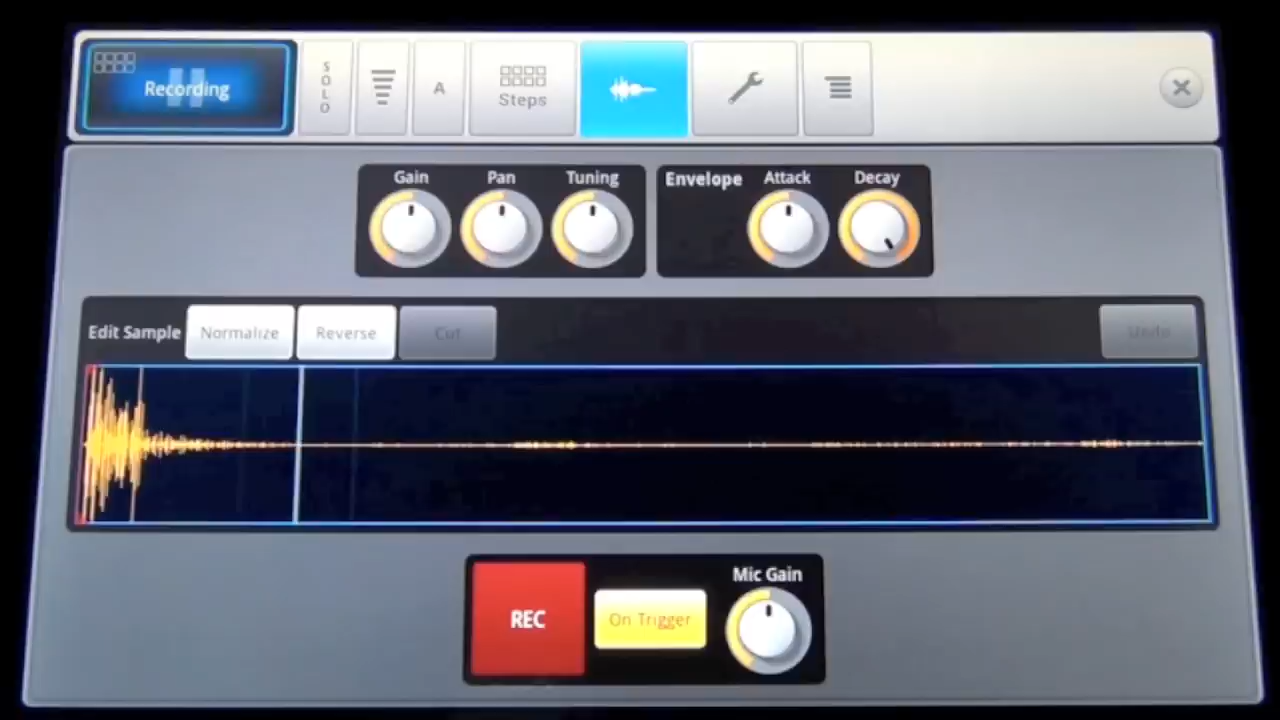 Recording
SOLO
A
Steps
Gain Pan Tuning
Envelope Attack Decay
Edit Sample Normalize Reverse Cut Undo
Mic Gain
REC On Trigger